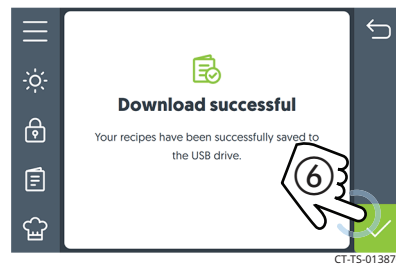 Download successful
Your recipes have been successfully saved to
the USB drive.
6
CT-TS-01387